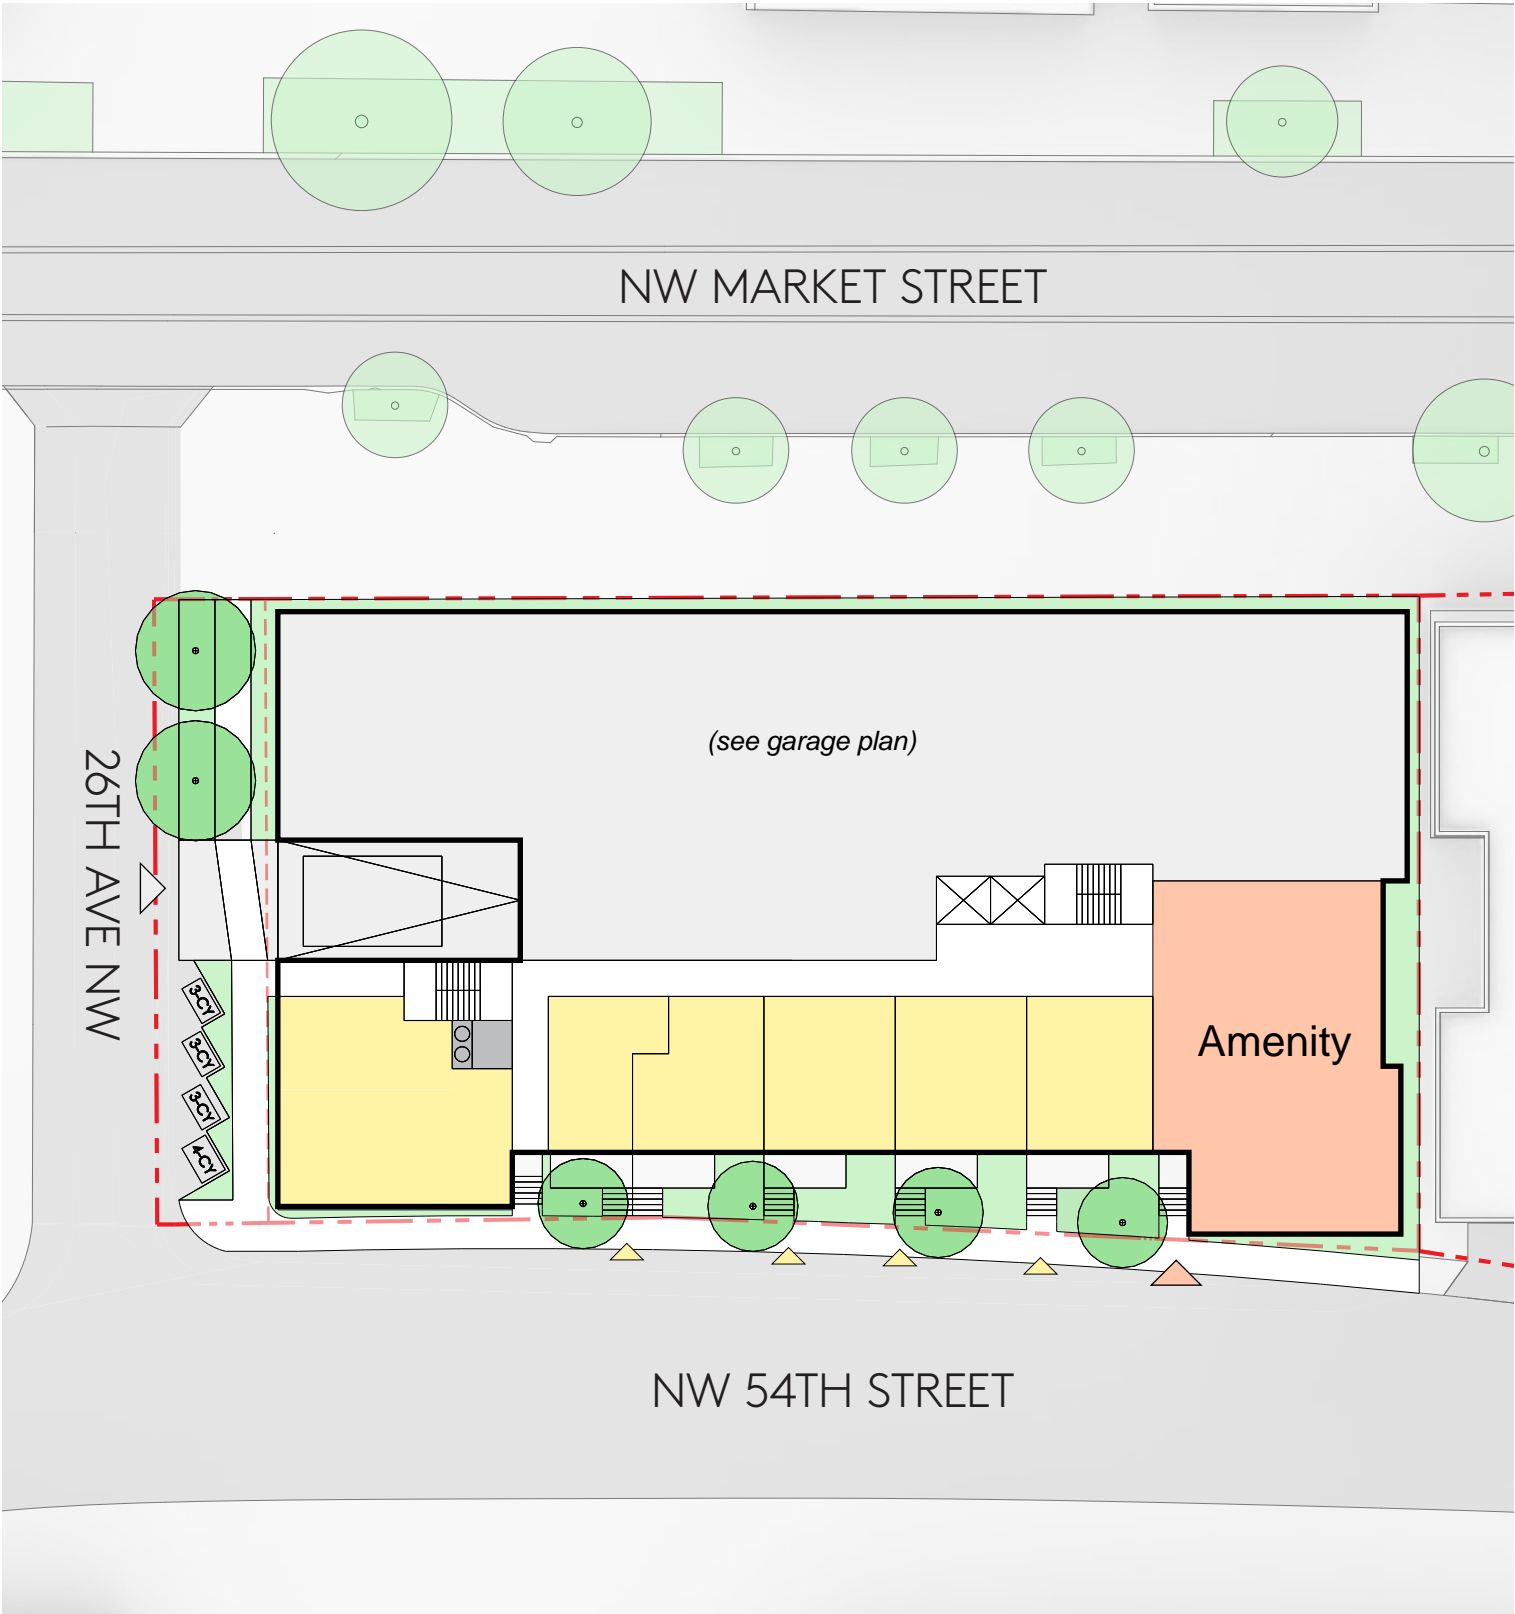 NW MARKET STREET
(see garage plan)
26TH AVE NW
3-CY
3-CY
3-CY
4-CY
Amenity
NW 54TH STREET